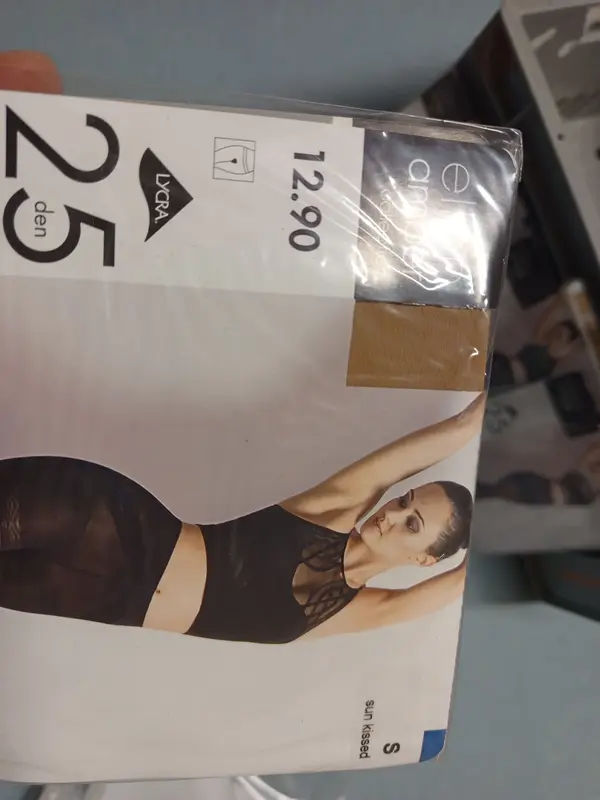 S
sun kissed
12.90
LYCRA.
25
den